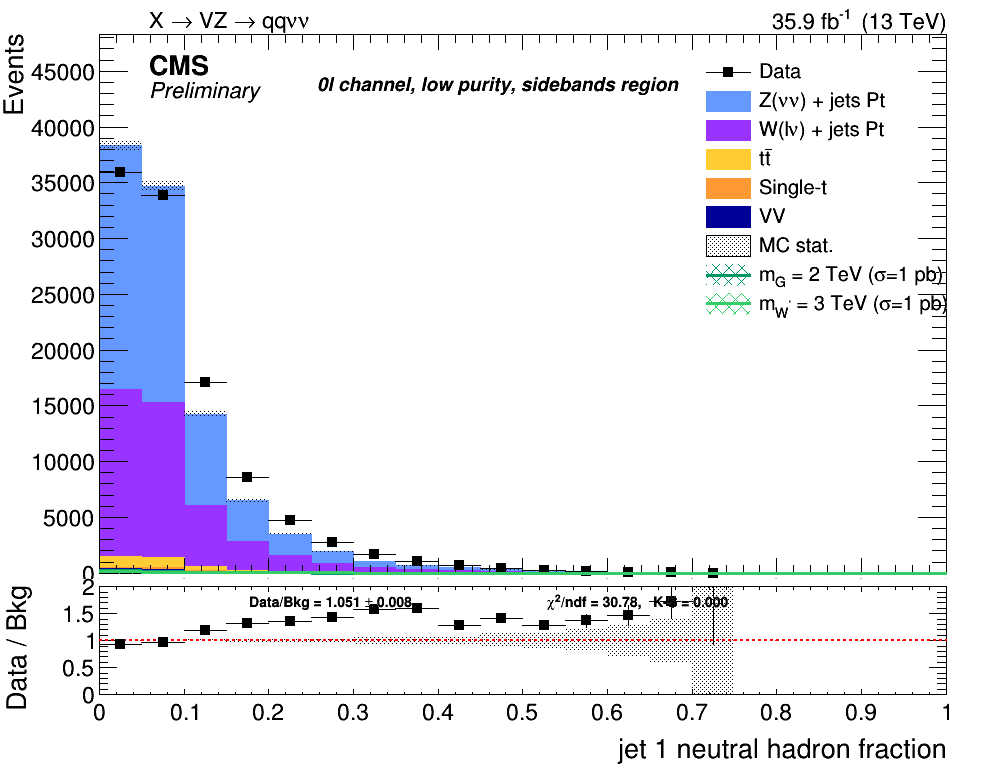 X → VZ → qqνν 35.9 fb⁻¹ (13 TeV)
Events
CMS
Preliminary
0l channel, low purity, sidebands region
Data
Z(νν) + jets Pt
W(lν) + jets Pt
tt̄
Single-t
VV
MC stat.
m_G = 2 TeV (σ=1 pb)
m_W' = 3 TeV (σ=1 pb)
45000
40000
35000
30000
25000
20000
15000
10000
5000
0
Data / Bkg
Data/Bkg = 1.051 ± 0.008 χ²/ndf = 30.78, K-S = 0.000
2
1.5
1
0.5
0
0 0.1 0.2 0.3 0.4 0.5 0.6 0.7 0.8 0.9 1
jet 1 neutral hadron fraction